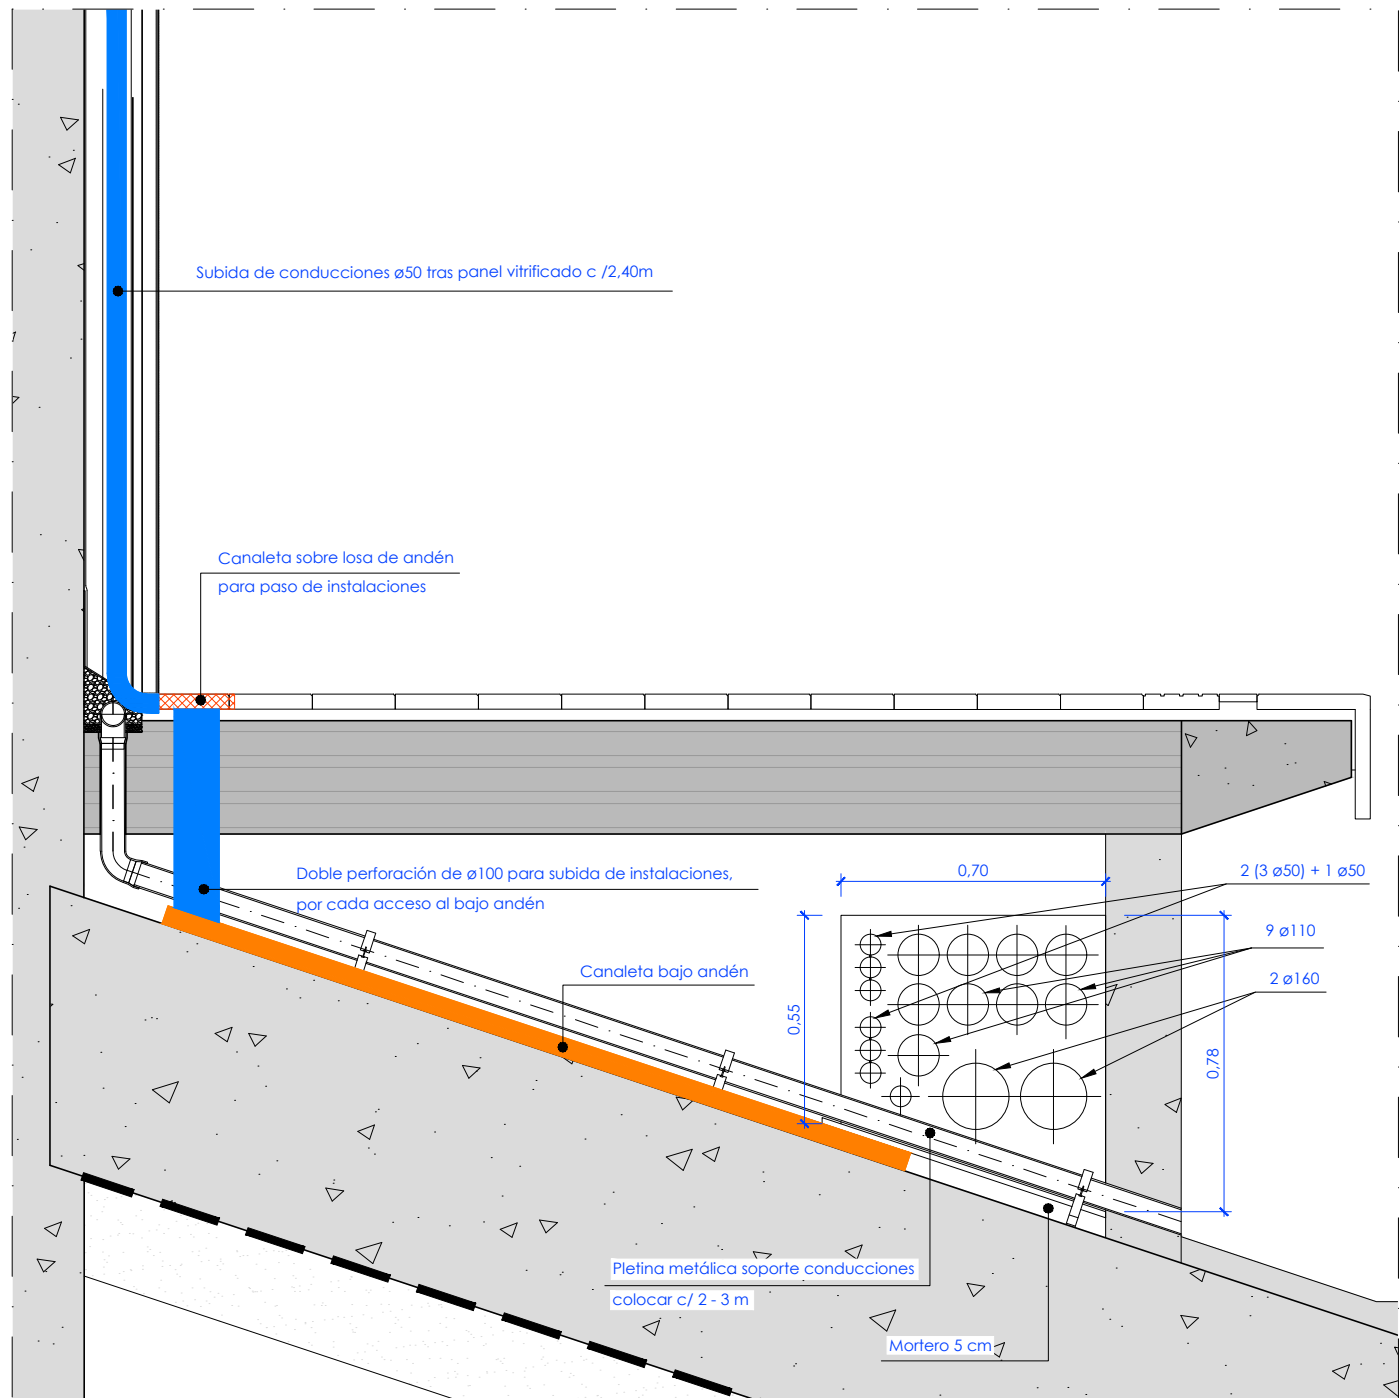 Subida de conducciones ø50 tras panel vitrificado c /2,40m
Canaleta sobre losa de andén
para paso de instalaciones
Doble perforación de ø100 para subida de instalaciones,
por cada acceso al bajo andén
0,70
2 (3 ø50) + 1 ø50
9 ø110
2 ø160
Canaleta bajo andén
0,55
0,78
Pletina metálica soporte conducciones
colocar c/ 2 - 3 m
Mortero 5 cm